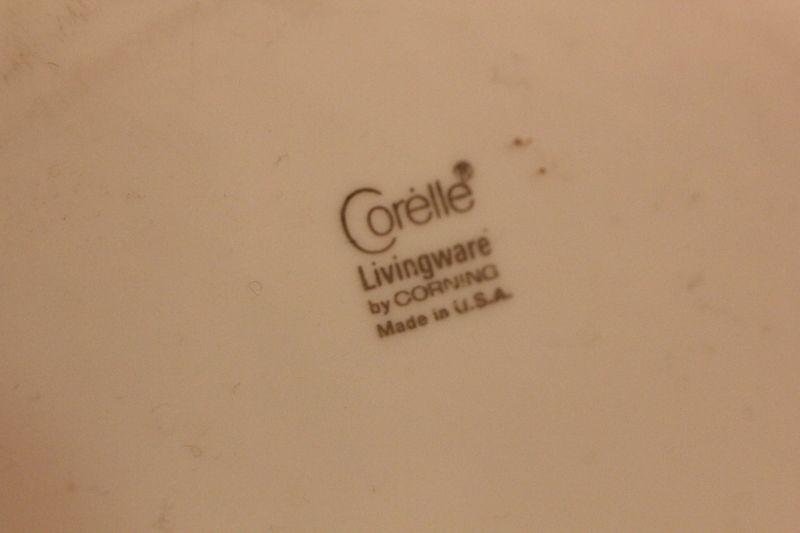 Corelle®
Livingware
by CORNING
Made in U.S.A.